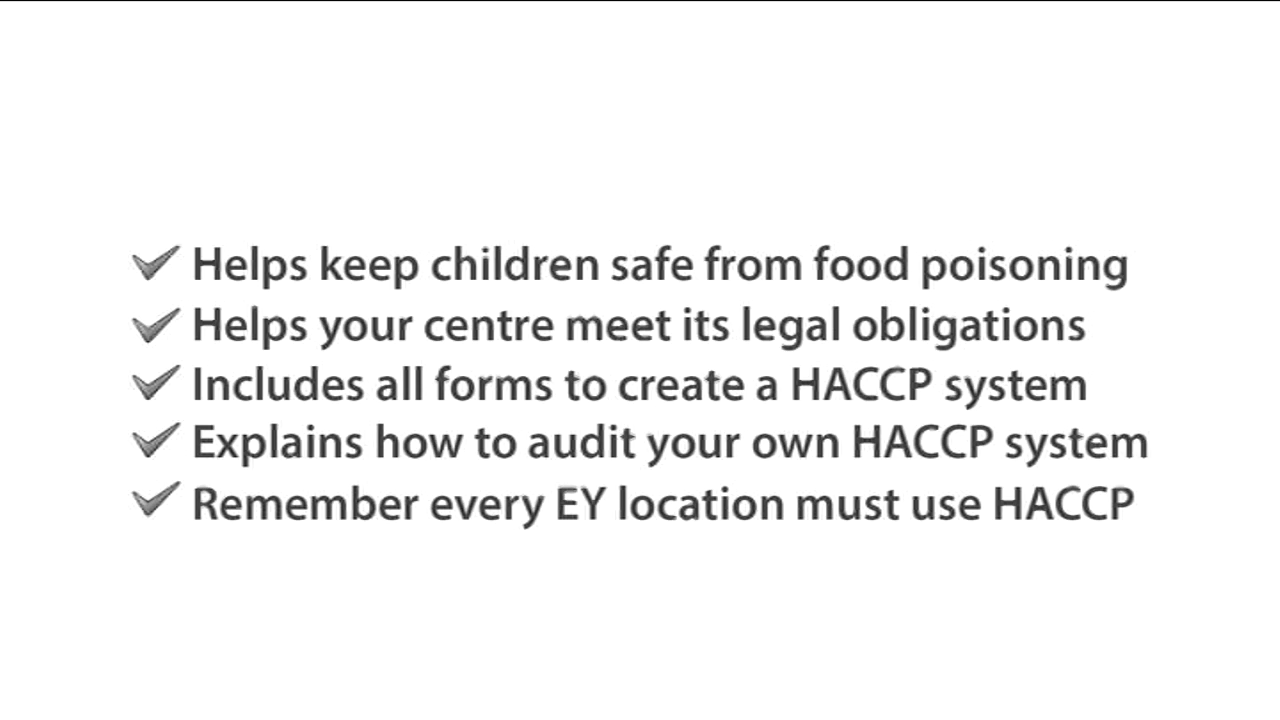 Helps keep children safe from food poisoning
Helps your centre meet its legal obligations
Includes all forms to create a HACCP system
Explains how to audit your own HACCP system
Remember every EY location must use HACCP